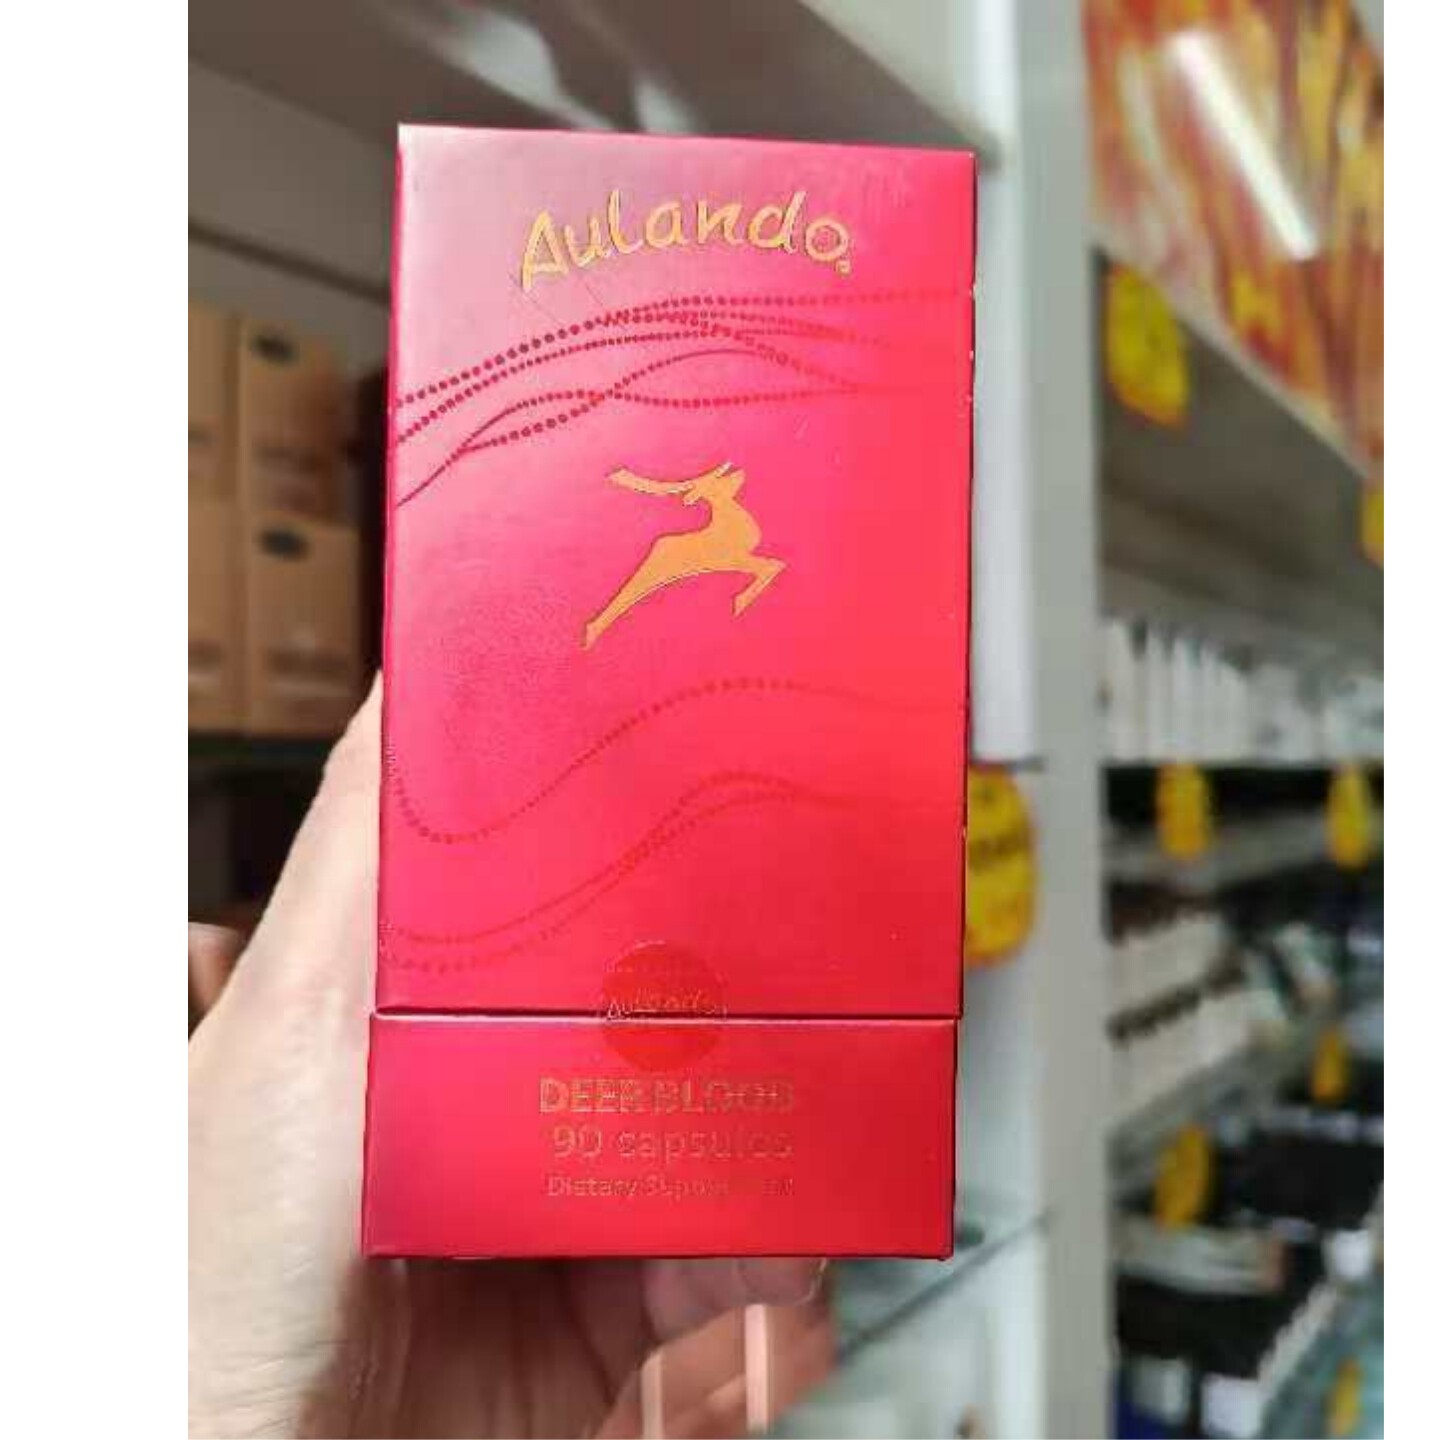 Aulando
Aulando
DEER BLOOD
90 capsules
Dietary Supplement